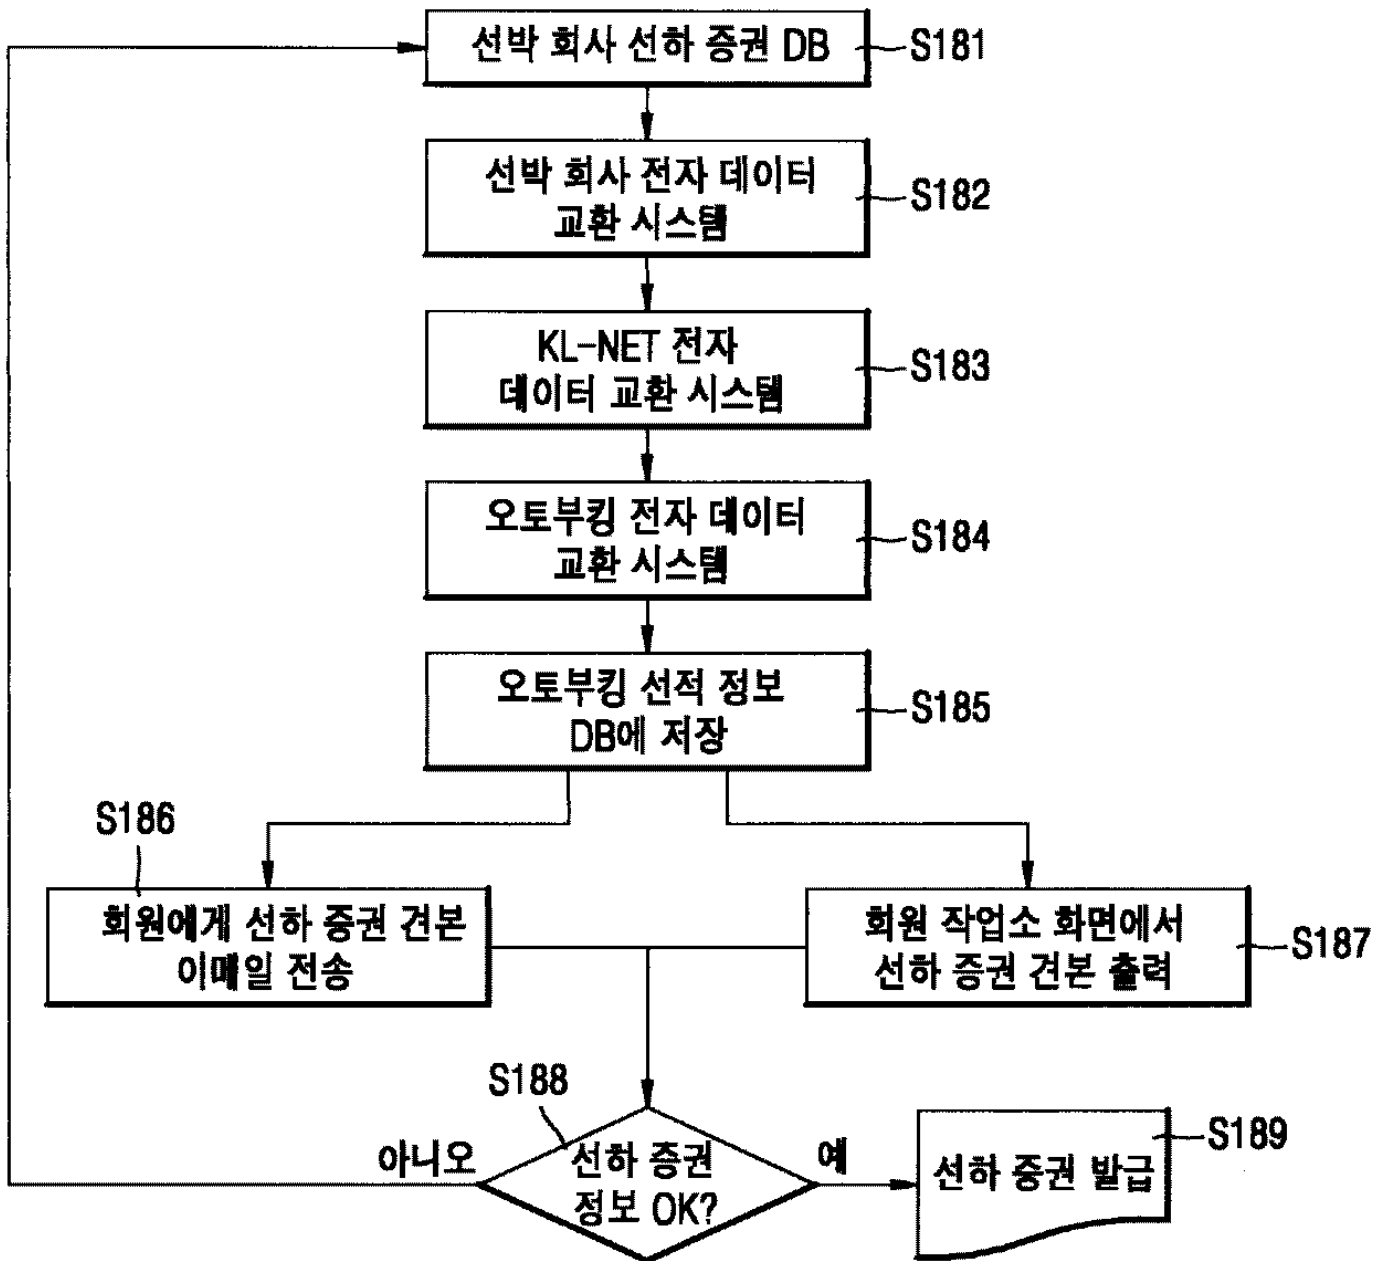 선박 회사 선하 증권 DB
S181
선박 회사 전자 데이터
교환 시스템
S182
KL-NET 전자
데이터 교환 시스템
S183
오토부킹 전자 데이터
교환 시스템
S184
오토부킹 선적 정보
DB에 저장
S185
S186
회원에게 선하 증권 견본
이메일 전송
회원 작업소 화면에서
선하 증권 견본 출력
S187
S188
아니오
선하 증권
정보 OK?
예
선하 증권 발급
S189